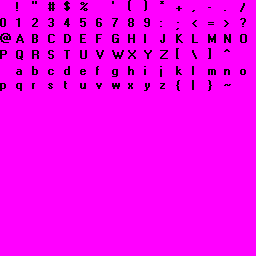 ! " # $ % ' ( ) * + , - . /
0 1 2 3 4 5 6 7 8 9 : ; < = > ?
@ A B C D E F G H I J K L M N O
P Q R S T U V W X Y Z [ \ ] ^
a b c d e f g h i j k l m n o
p q r s t u v w x y z { | } ~